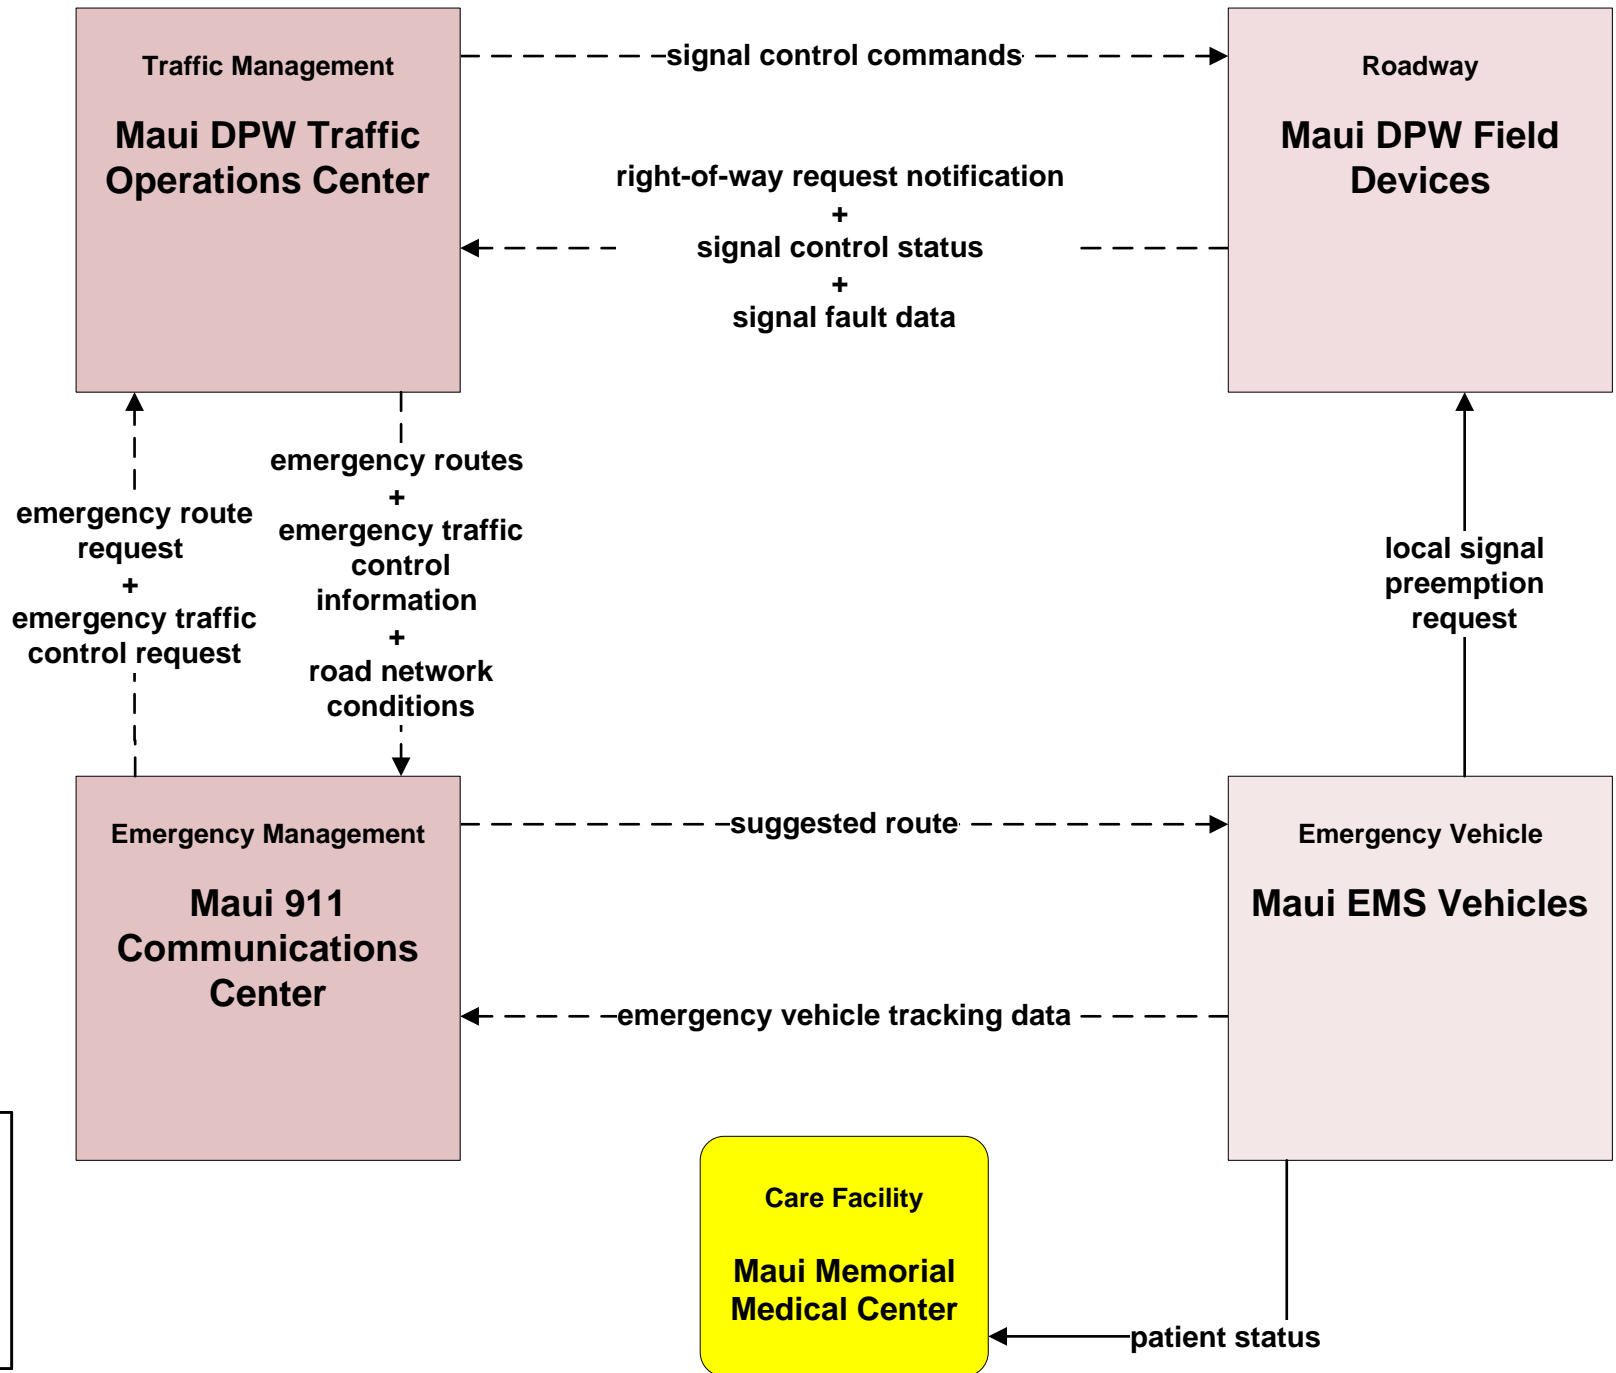 Traffic Management
Maui DPW Traffic
Operations Center
signal control commands
Roadway
Maui DPW Field
Devices
right-of-way request notification
+
signal control status
+
signal fault data
emergency route
request
+
emergency traffic
control request
emergency routes
+
emergency traffic
control
information
+
road network
conditions
local signal
preemption
request
Emergency Management
Maui 911
Communications
Center
suggested route
Emergency Vehicle
Maui EMS Vehicles
emergency vehicle tracking data
Care Facility
Maui Memorial
Medical Center
patient status